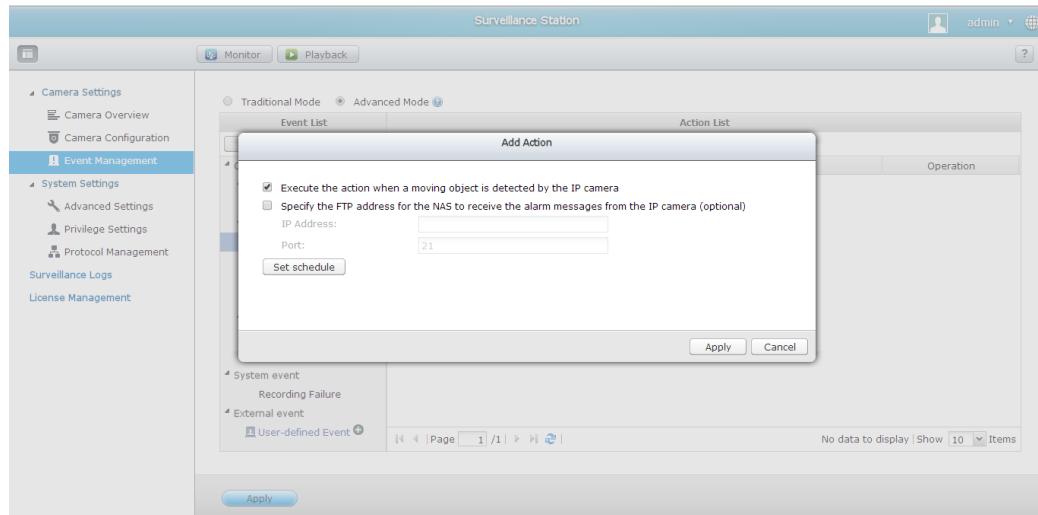 Surveillance Station
admin
Monitor
Playback
?
Camera Settings
Camera Overview
Camera Configuration
Event Management
System Settings
Advanced Settings
Privilege Settings
Protocol Management
Surveillance Logs
License Management
Traditional Mode
Advanced Mode
Event List
Action List
Operation
Add Action
Execute the action when a moving object is detected by the IP camera
Specify the FTP address for the NAS to receive the alarm messages from the IP camera (optional)
IP Address:
Port: 21
Set schedule
Apply
Cancel
System event
Recording Failure
External event
User-defined Event
Page 1 /1
No data to display | Show 10 Items
Apply